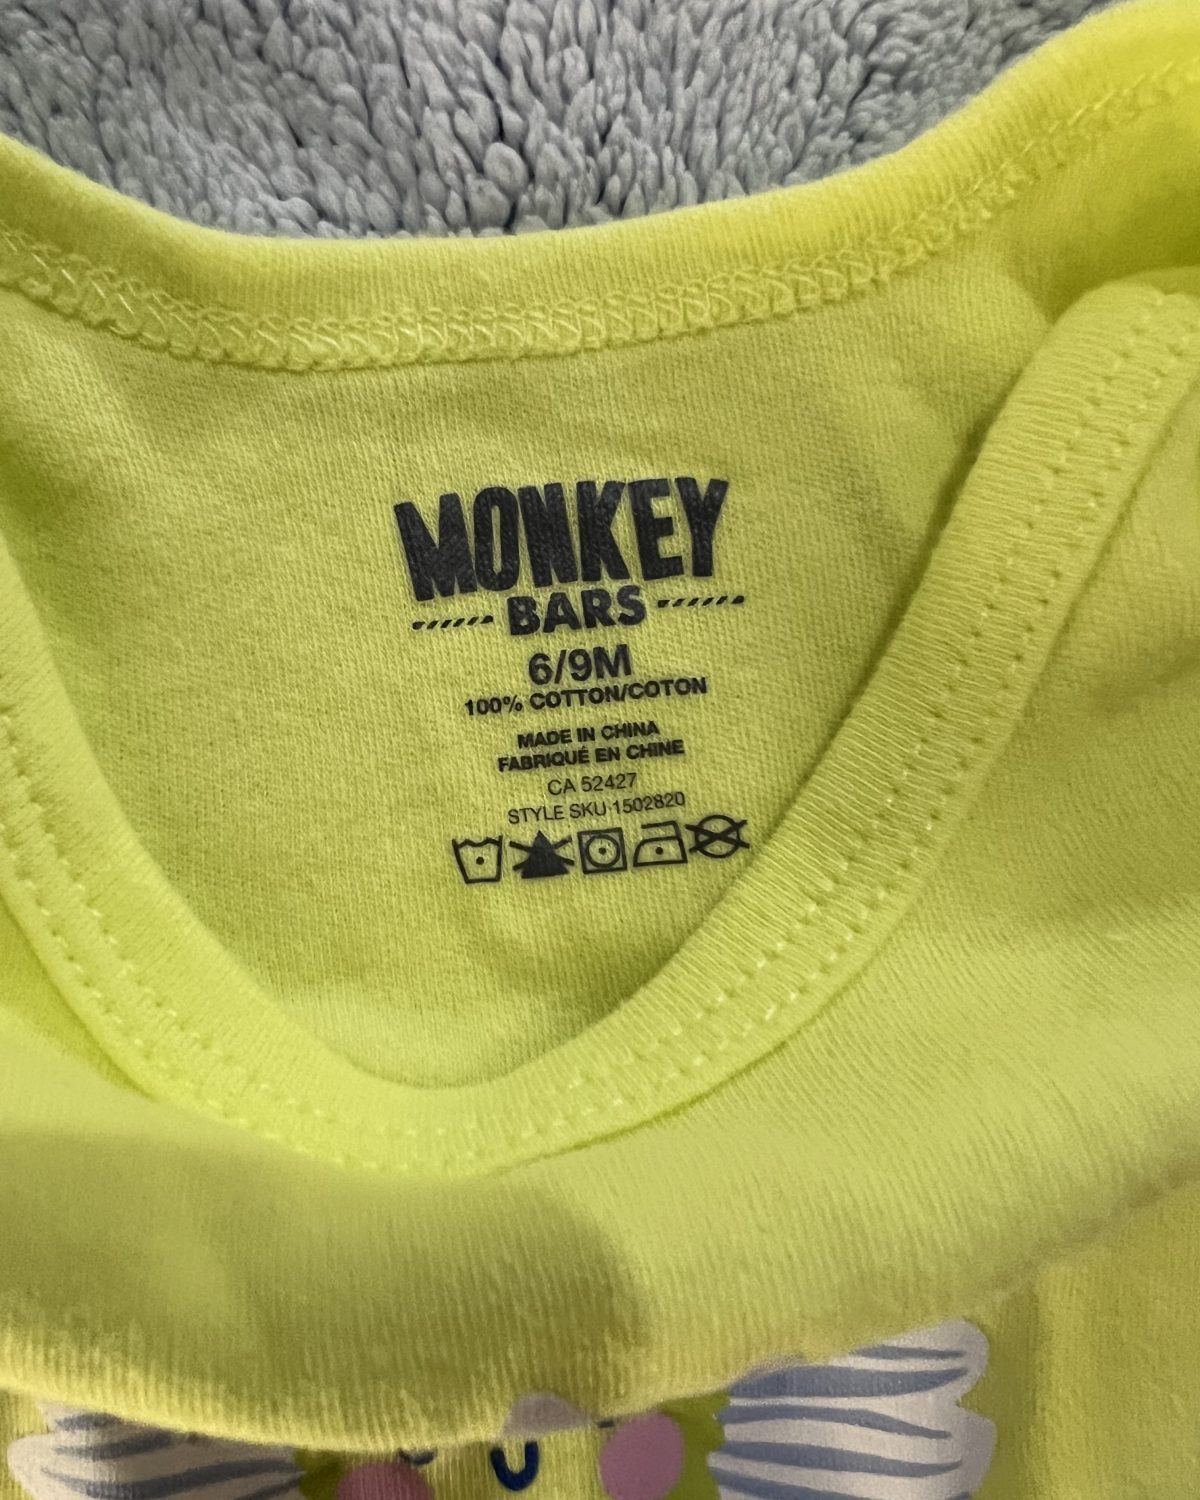 MONKEY
BARS
6/9M
100% COTTON/COTON
MADE IN CHINA
FABRIQUÉ EN CHINE
CA 52427
STYLE SKU 1502820